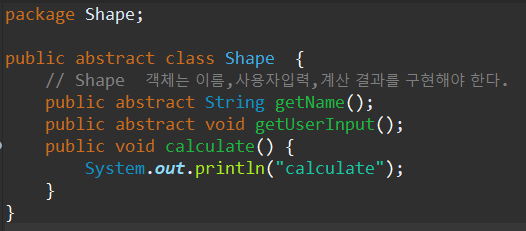 package Shape;
public abstract class Shape  {
    // Shape  객체는 이름,사용자입력,계산 결과를 구현해야 한다.
    public abstract String getName();
    public abstract void getUserInput();
    public void calculate() {
        System.out.println("calculate");
    }
}